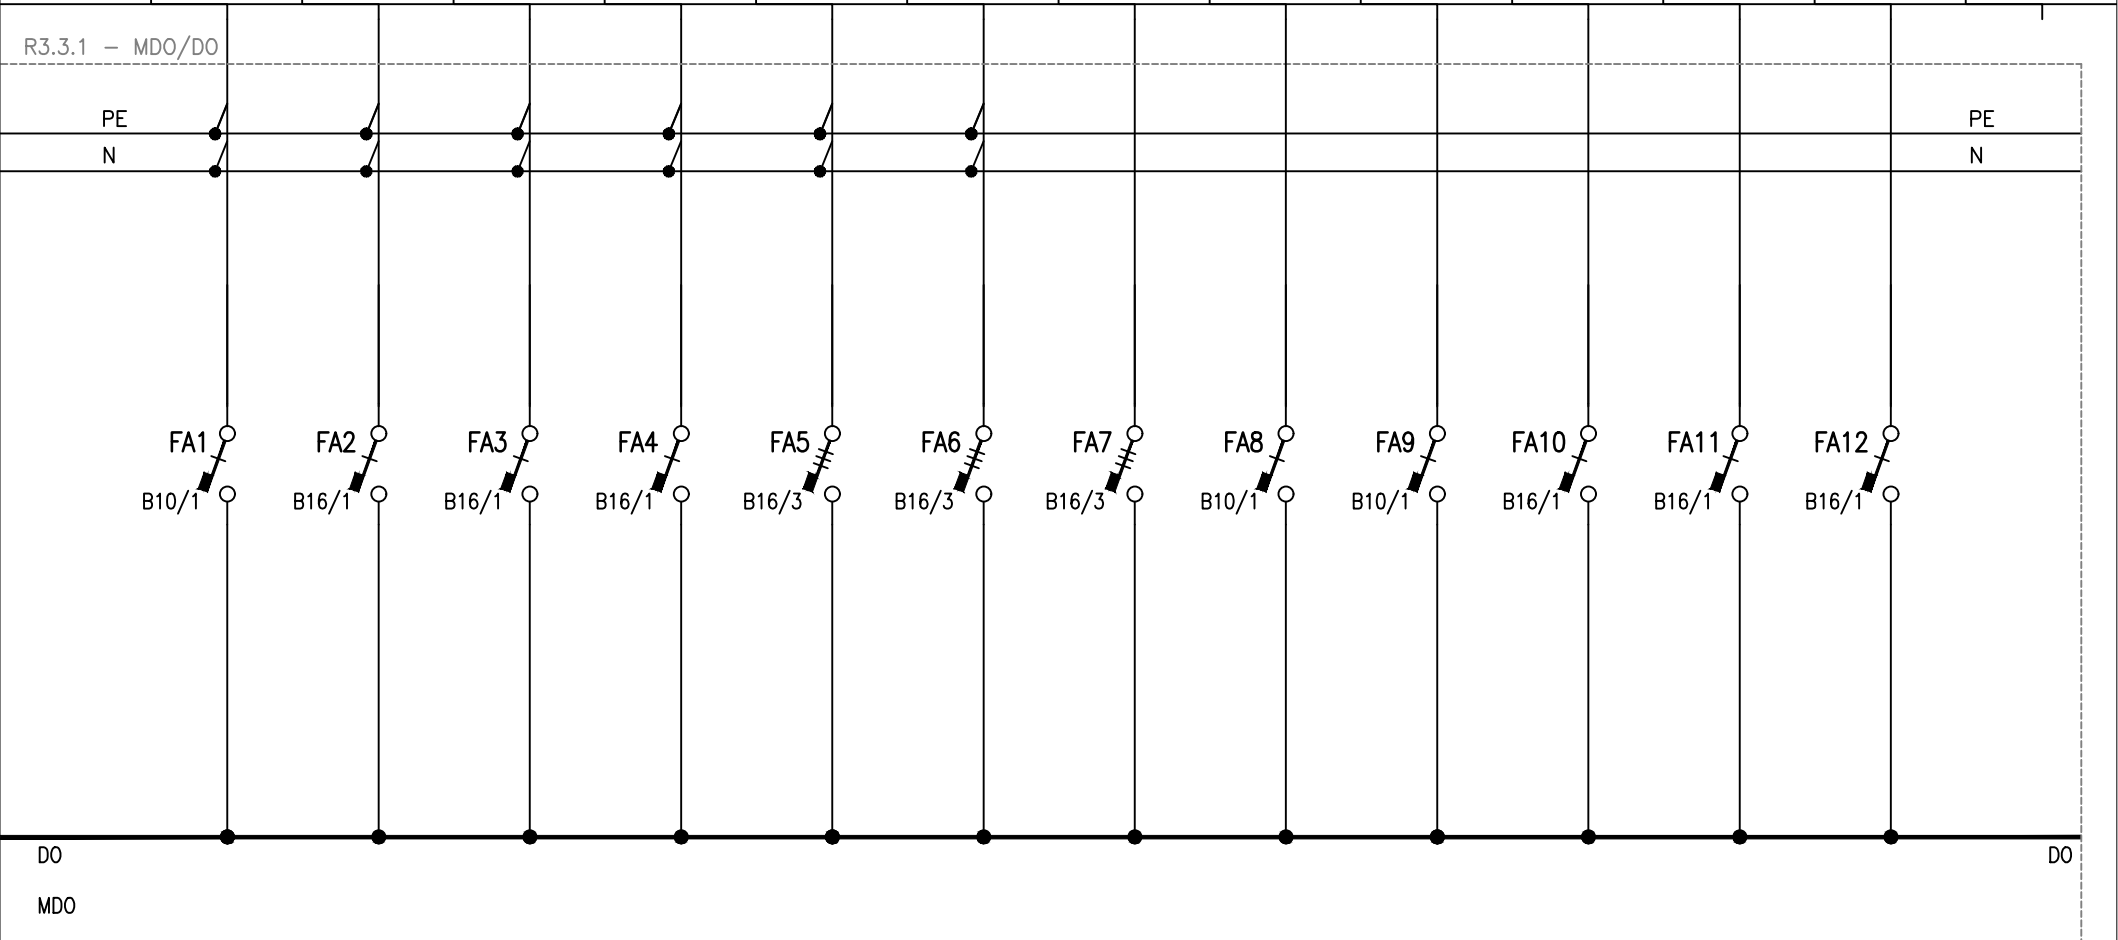 R3.3.1 - MDO/DO
PE PE
N N
FA1 FA2 FA3 FA4 FA5 FA6 FA7 FA8 FA9 FA10 FA11 FA12
B10/1 B16/1 B16/1 B16/1 B16/3 B16/3 B16/3 B10/1 B10/1 B16/1 B16/1 B16/1
DO DO
MDO